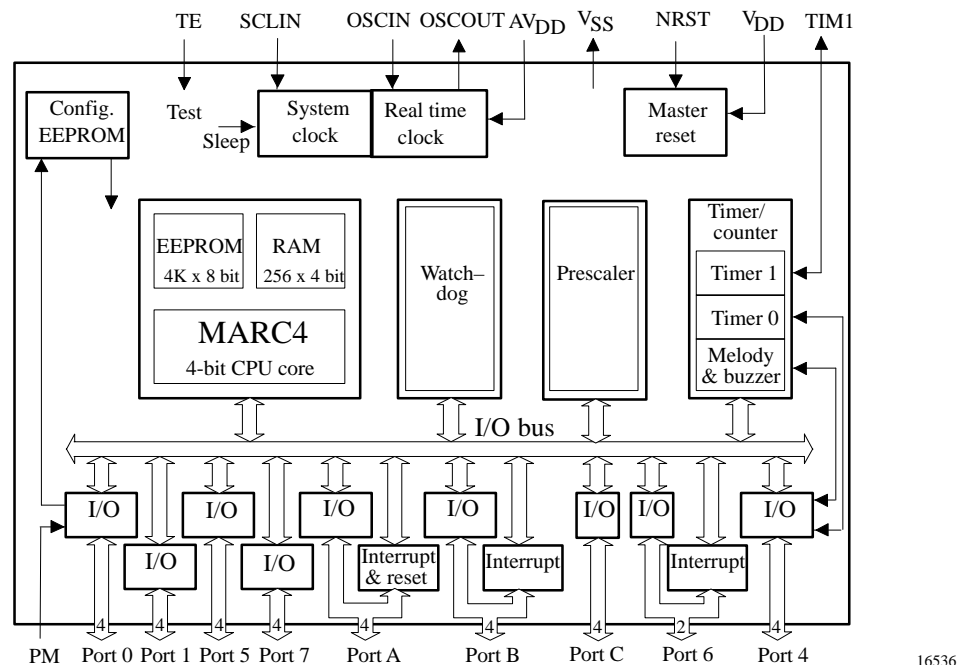 TE SCLIN OSCIN OSCOUT AVDD VSS NRST VDD TIM1
Config.
EEPROM
Test
Sleep
System
clock
Real time
clock
Master
reset
EEPROM
4K x 8 bit
RAM
256 x 4 bit
MARC4
4-bit CPU core
Watch–
dog
Prescaler
Timer/
counter
Timer 1
Timer 0
Melody
& buzzer
I/O bus
I/O I/O I/O I/O I/O I/O I/O
I/O I/O
Interrupt
& reset
Interrupt
Interrupt
4 4 4 4 4 4 4 2 4
PM Port 0 Port 1 Port 5 Port 7 Port A Port B Port C Port 6 Port 4
16536